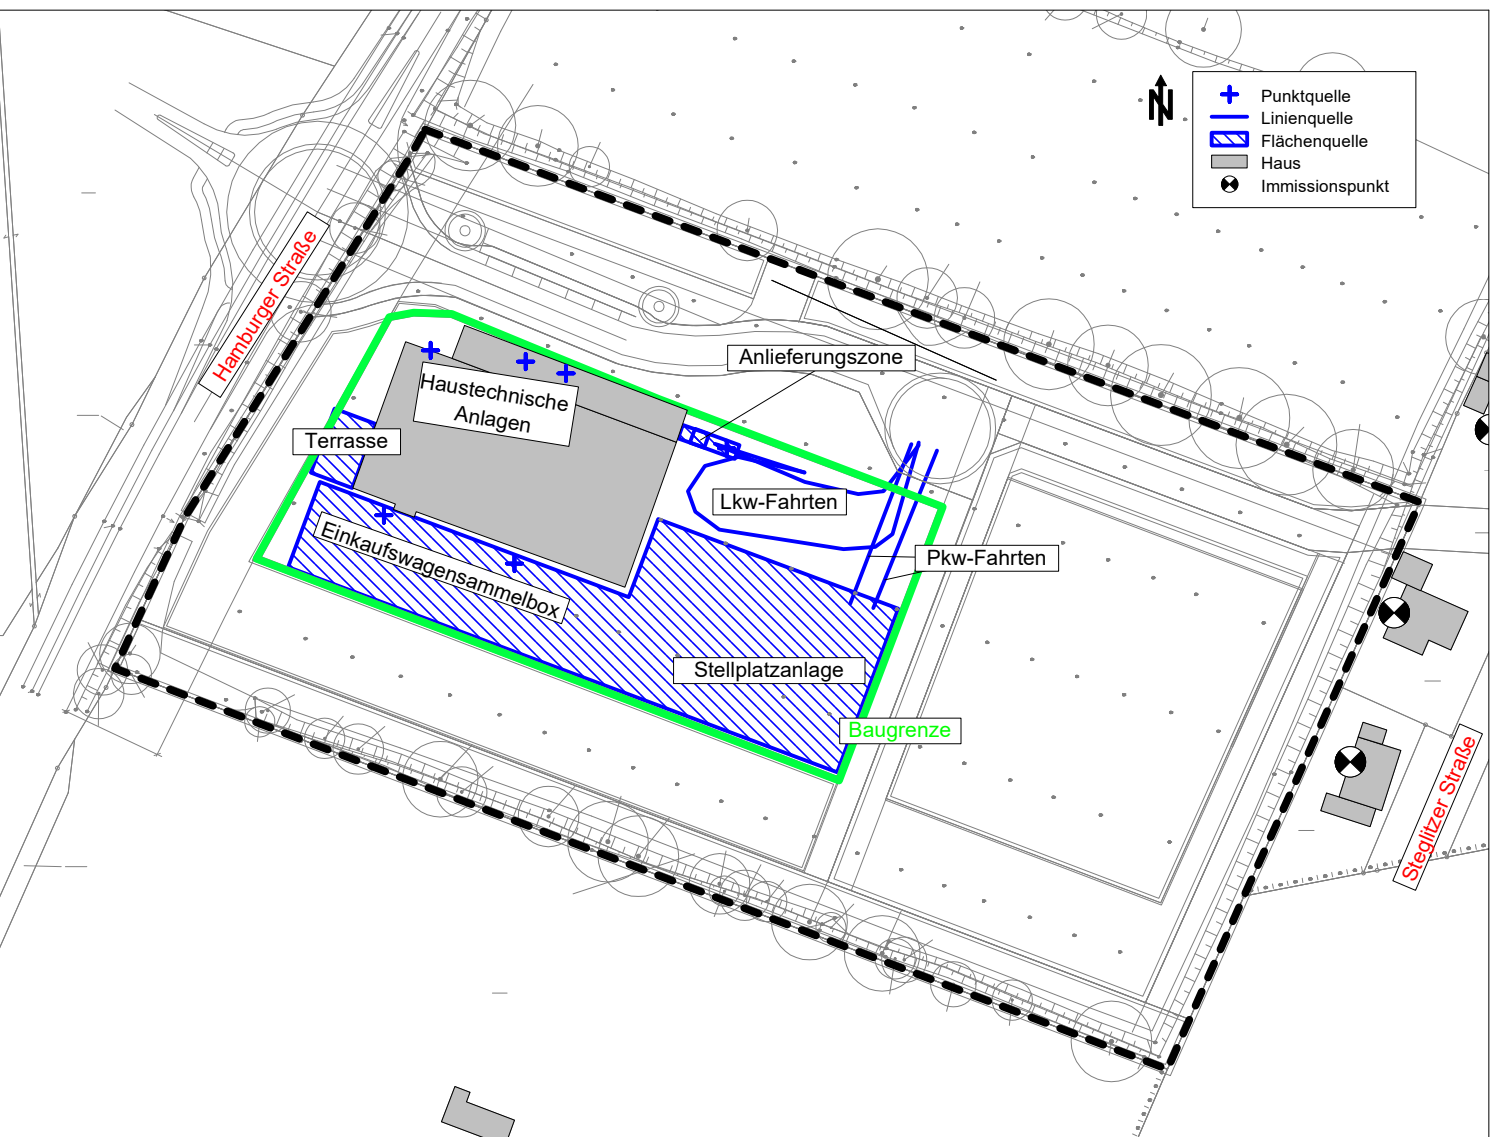 N
Punktquelle
Linienquelle
Flächenquelle
Haus
Immissionspunkt
Hamburger Straße
Anlieferungszone
Haustechnische
Anlagen
Terrasse
Lkw-Fahrten
Einkaufswagensammelbox
Pkw-Fahrten
Stellplatzanlage
Baugrenze
Steglitzer Straße